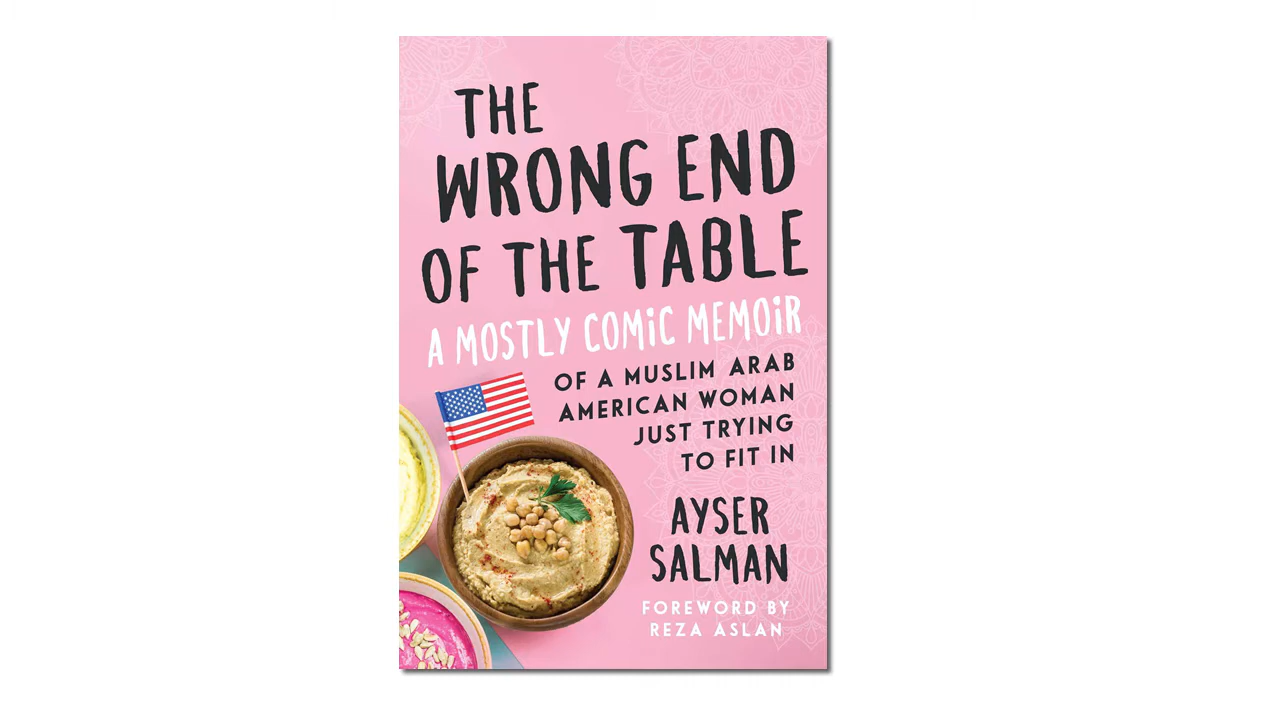 THE
WRONG END
OF THE TABLE
A MOSTLY COMIC MEMOIR
OF A MUSLIM ARAB
AMERICAN WOMAN
JUST TRYING
TO FIT IN
AYSER
SALMAN
FOREWORD BY
REZA ASLAN